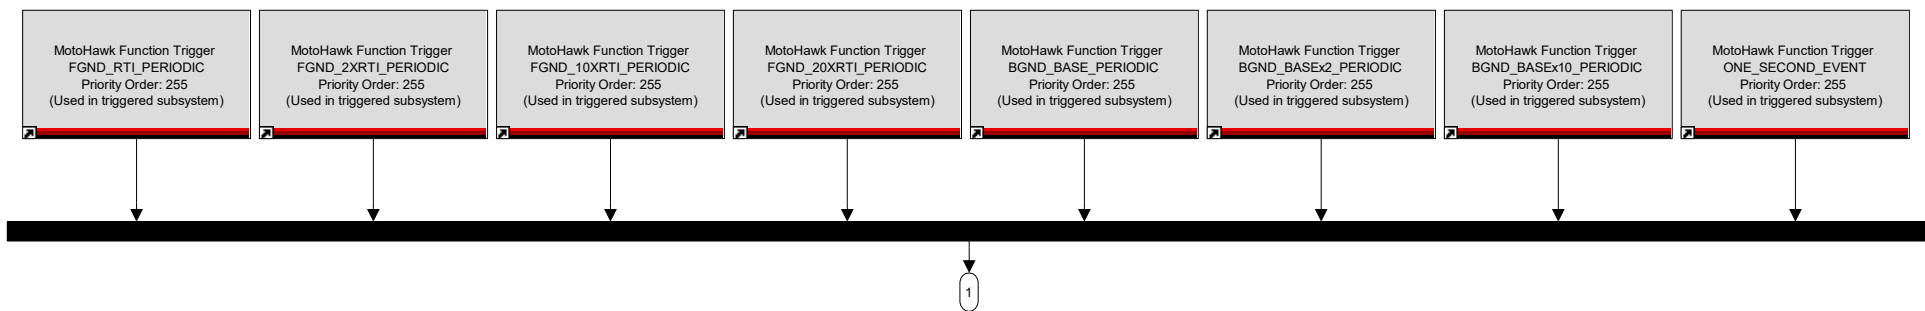 MotoHawk Function Trigger
FGND_RTI_PERIODIC
Priority Order: 255
(Used in triggered subsystem)
MotoHawk Function Trigger
FGND_2XRTI_PERIODIC
Priority Order: 255
(Used in triggered subsystem)
MotoHawk Function Trigger
FGND_10XRTI_PERIODIC
Priority Order: 255
(Used in triggered subsystem)
MotoHawk Function Trigger
FGND_20XRTI_PERIODIC
Priority Order: 255
(Used in triggered subsystem)
MotoHawk Function Trigger
BGND_BASE_PERIODIC
Priority Order: 255
(Used in triggered subsystem)
MotoHawk Function Trigger
BGND_BASEx2_PERIODIC
Priority Order: 255
(Used in triggered subsystem)
MotoHawk Function Trigger
BGND_BASEx10_PERIODIC
Priority Order: 255
(Used in triggered subsystem)
MotoHawk Function Trigger
ONE_SECOND_EVENT
Priority Order: 255
(Used in triggered subsystem)
1